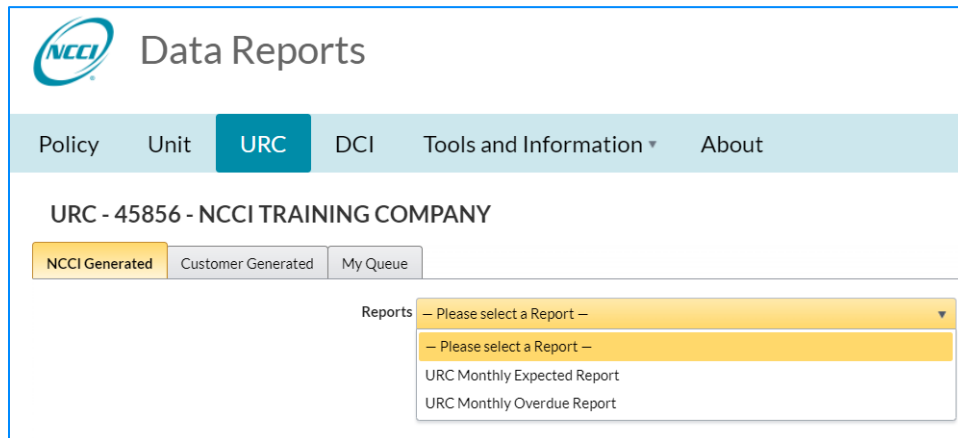 NCCI Data Reports
Policy Unit URC DCI Tools and Information About
URC - 45856 - NCCI TRAINING COMPANY
NCCI Generated Customer Generated My Queue
Reports — Please select a Report —
— Please select a Report —
URC Monthly Expected Report
URC Monthly Overdue Report